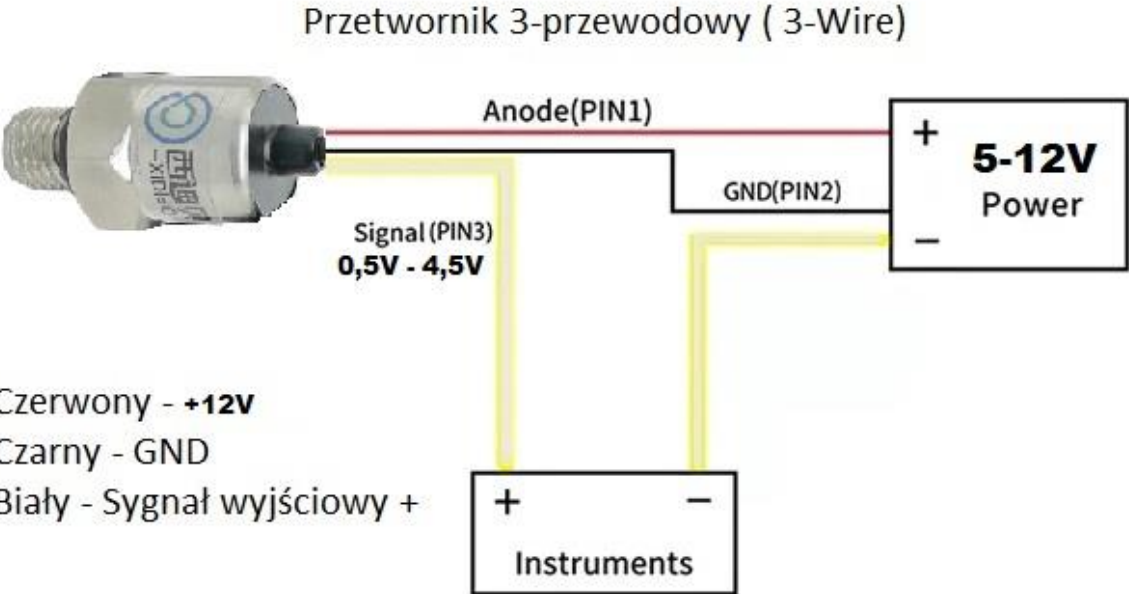 Przetwornik 3-przewodowy ( 3-Wire)
Anode(PIN1)
+
5-12V
Power
GND(PIN2)
−
Signal(PIN3)
0,5V - 4,5V
Czerwony - +12V
Czarny - GND
Biały - Sygnał wyjściowy +
+
−
Instruments